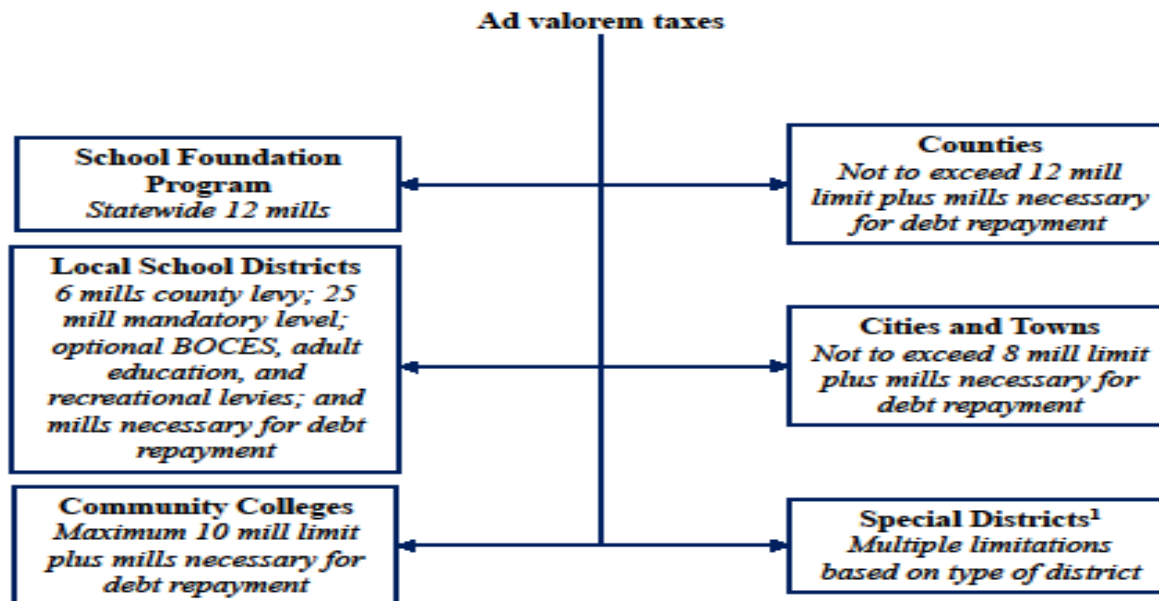 Ad valorem taxes
School Foundation
Program
Statewide 12 mills
Counties
Not to exceed 12 mill
limit plus mills necessary
for debt repayment
Local School Districts
6 mills county levy; 25
mill mandatory level;
optional BOCES, adult
education, and
recreational levies; and
mills necessary for debt
repayment
Cities and Towns
Not to exceed 8 mill limit
plus mills necessary for
debt repayment
Community Colleges
Maximum 10 mill limit
plus mills necessary for
debt repayment
Special Districts¹
Multiple limitations
based on type of district